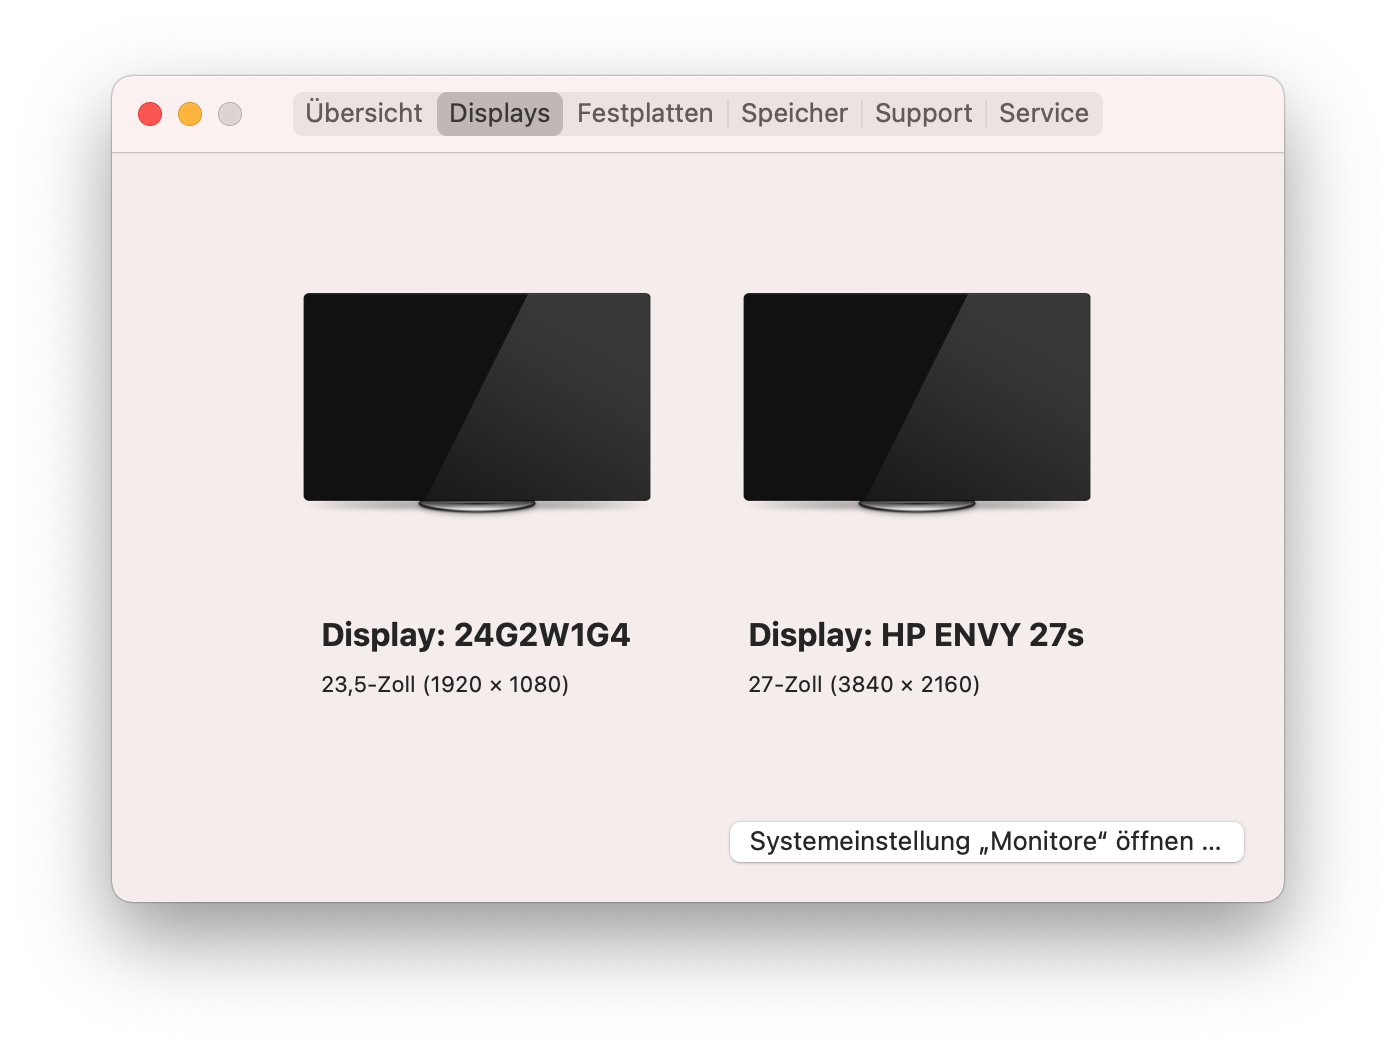 Übersicht Displays Festplatten Speicher Support Service
Display: 24G2W1G4 Display: HP ENVY 27s
23,5-Zoll (1920 × 1080) 27-Zoll (3840 × 2160)
Systemeinstellung „Monitore“ öffnen ...